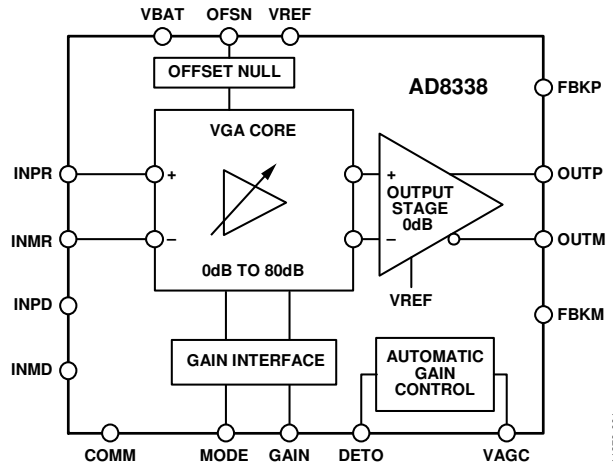 VBAT OFSN VREF
OFFSET NULL
AD8338
FBKP
VGA CORE
INPR
+
+
OUTPUT
STAGE
0dB
OUTP
INMR
–
–
OUTM
0dB TO 80dB
VREF
INPD
FBKM
GAIN INTERFACE
AUTOMATIC
GAIN
CONTROL
INMD
COMM MODE GAIN DETO VAGC